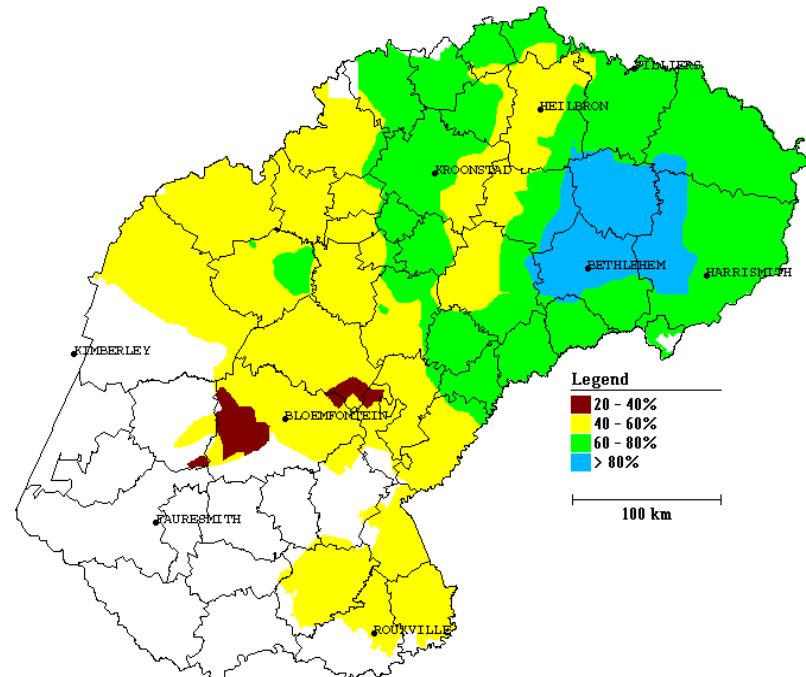 VILLIERS
HEILBRON
KROONSTAD
BETHLEHEM
HARRISMITH
KIMBERLEY
Legend
20 - 40%
40 - 60%
60 - 80%
> 80%
BLOEMFONTEIN
100 km
FAURESMITH
ROUXVILLE